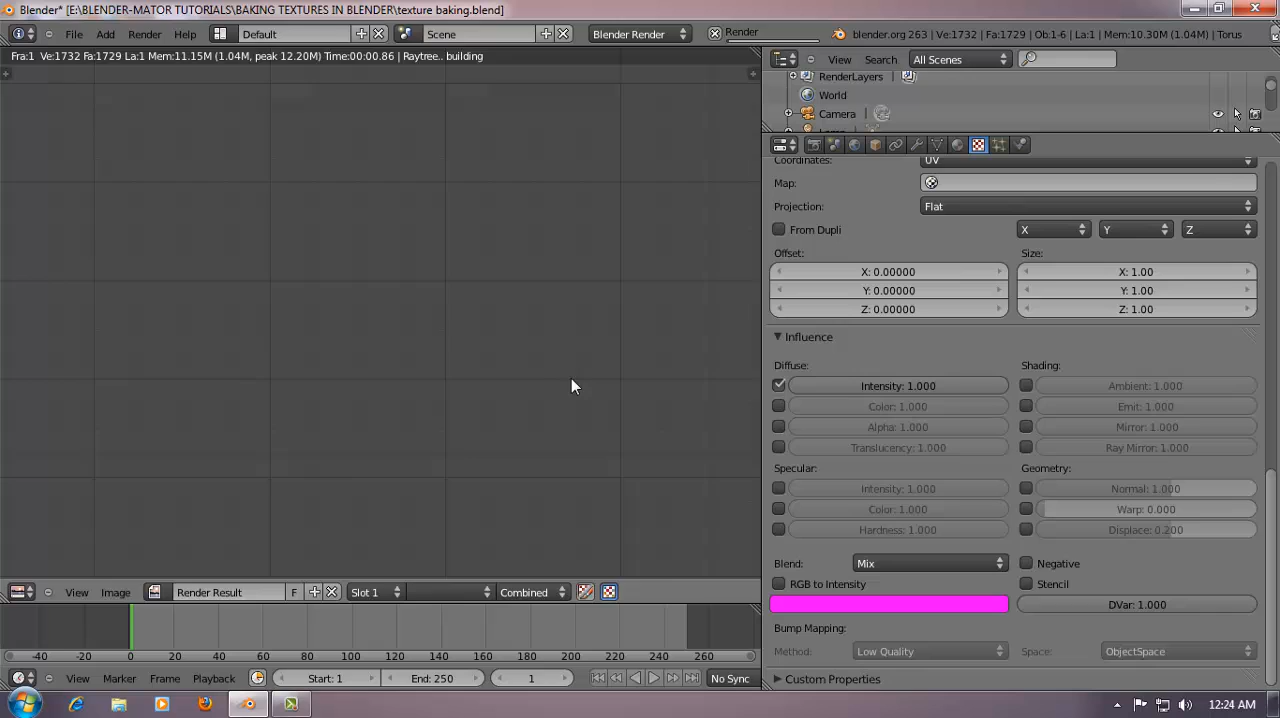 Blender* [E:\BLENDER-MATOR TUTORIALS\BAKING TEXTURES IN BLENDER\texture baking.blend]
File Add Render Help Default Scene Blender Render Render blender.org 263 | Ve:1732 | Fa:1729 | Ob:1-6 | La:1 | Mem:10.30M (1.04M) | Torus
Fra:1 Ve:1732 Fa:1729 La:1 Mem:11.15M (1.04M, peak 12.20M) Time:00:00.86 | Raytree.. building
View Search All Scenes
RenderLayers
World
Camera
Coordinates: UV
Map:
Projection: Flat
From Dupli X Y Z
Offset: Size:
X: 0.00000 X: 1.00
Y: 0.00000 Y: 1.00
Z: 0.00000 Z: 1.00
Influence
Diffuse: Shading:
Intensity: 1.000 Ambient: 1.000
Color: 1.000 Emit: 1.000
Alpha: 1.000 Mirror: 1.000
Translucency: 1.000 Ray Mirror: 1.000
Specular: Geometry:
Intensity: 1.000 Normal: 1.000
Color: 1.000 Warp: 0.000
Hardness: 1.000 Displace: 0.200
Blend: Mix Negative
RGB to Intensity Stencil
DVar: 1.000
Bump Mapping:
Method: Low Quality Space: ObjectSpace
Custom Properties
View Image Render Result F Slot 1 Combined
-40 -20 0 20 40 60 80 100 120 140 160 180 200 220 240 260
View Marker Frame Playback Start: 1 End: 250 1 No Sync
12:24 AM